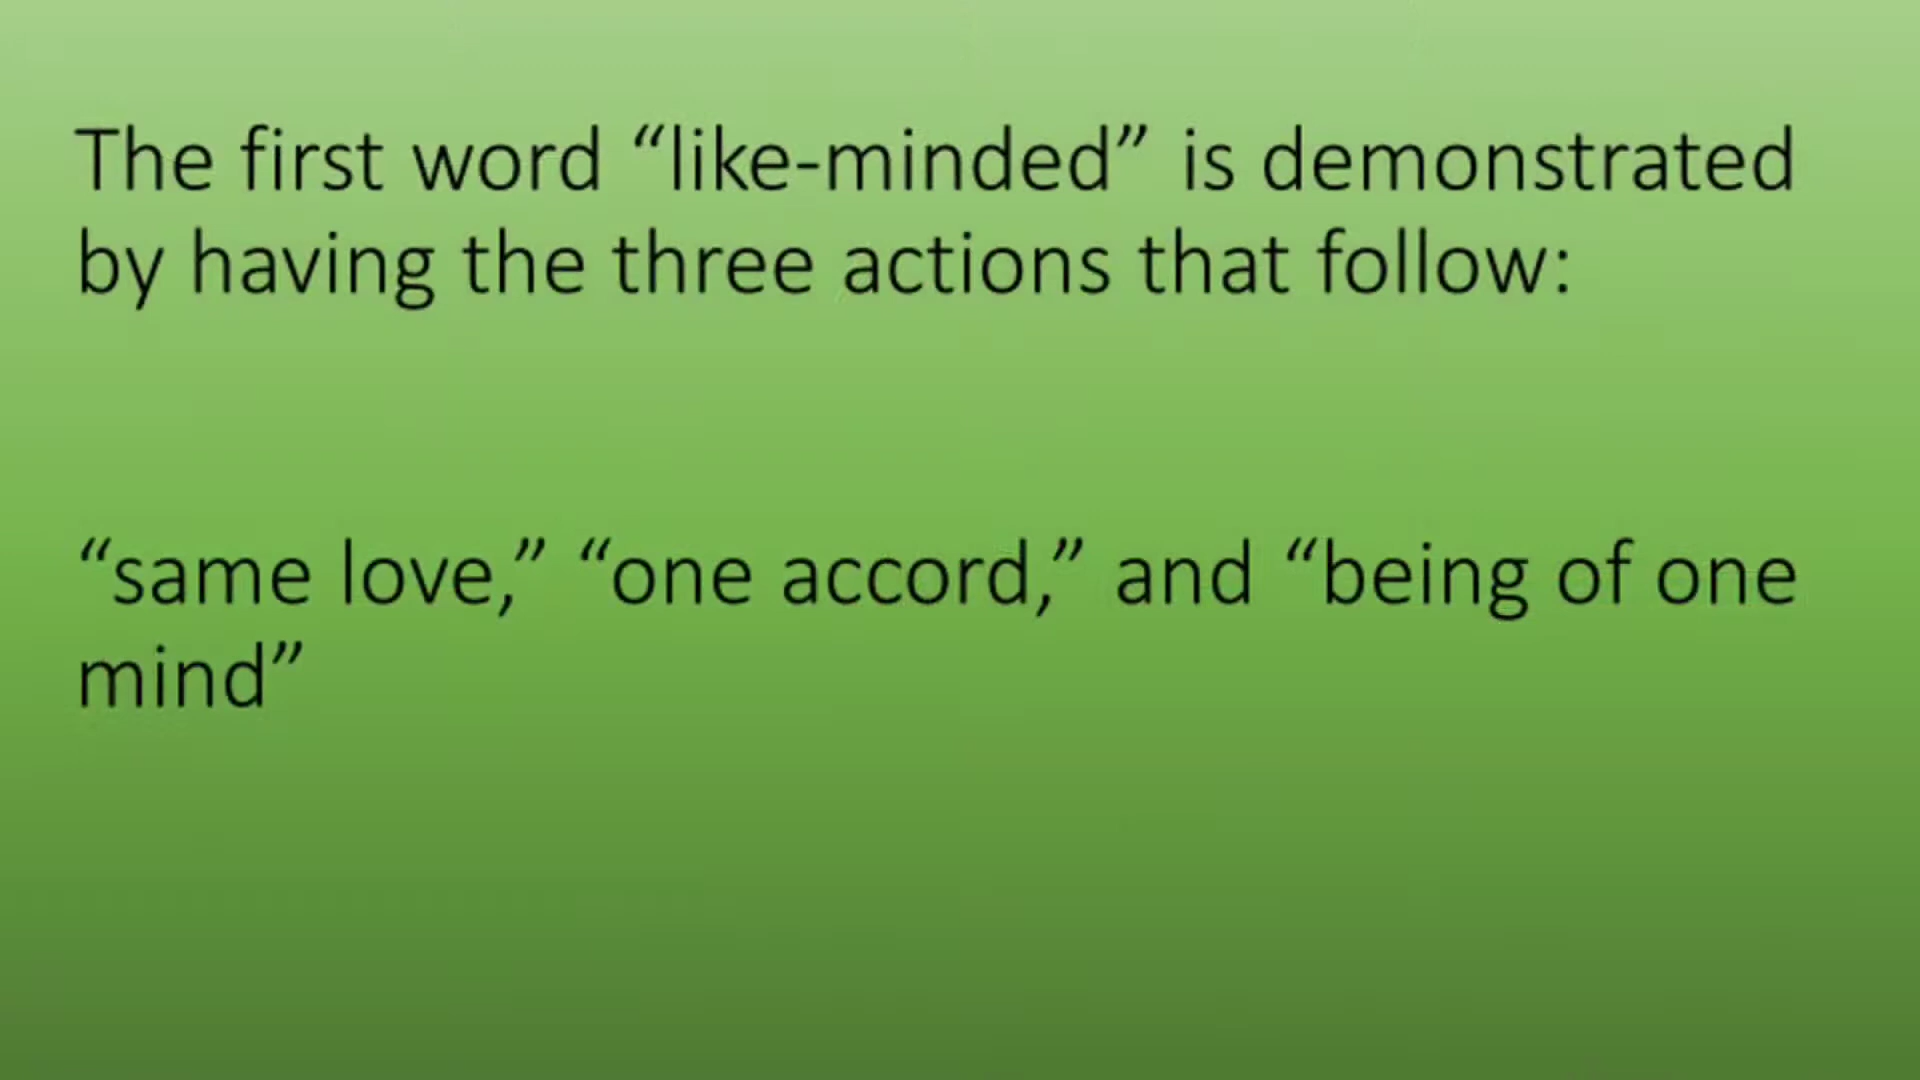 The first word “like-minded” is demonstrated
by having the three actions that follow:
“same love,” “one accord,” and “being of one
mind”